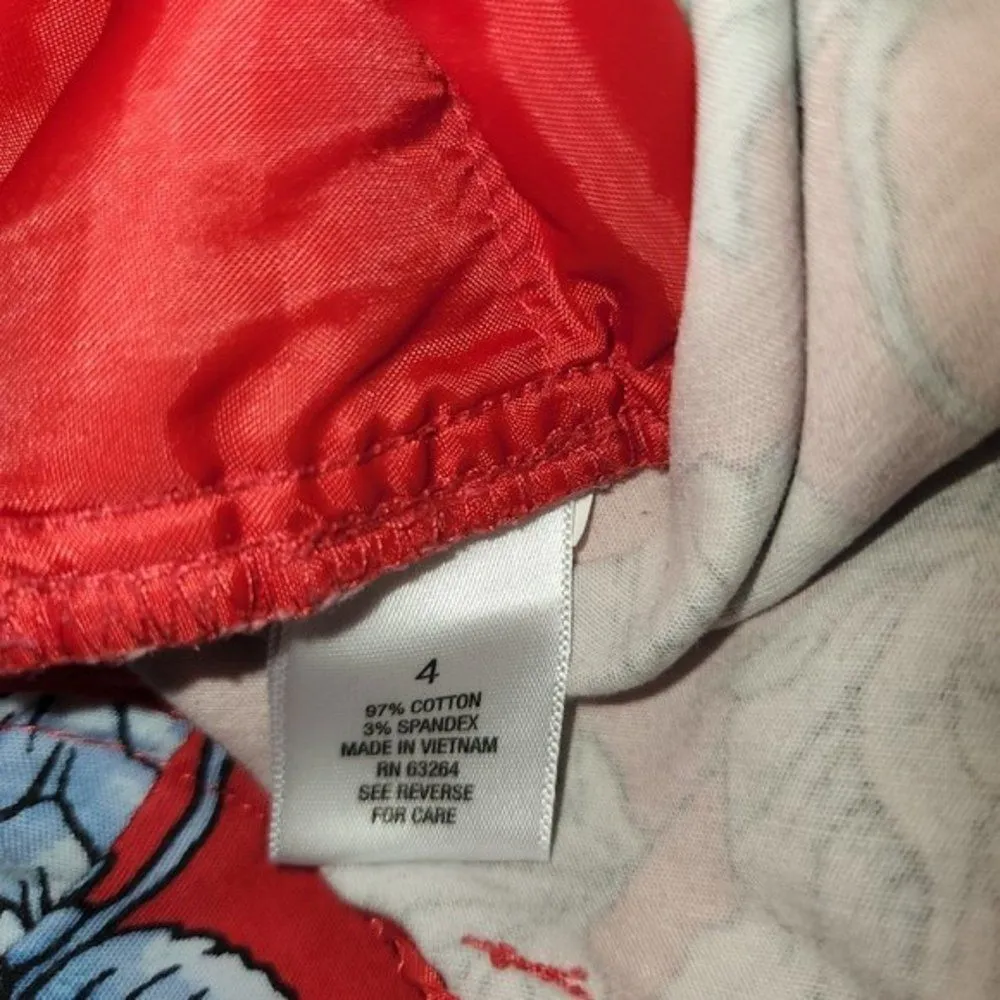 4
97% COTTON
3% SPANDEX
MADE IN VIETNAM
RN 63264
SEE REVERSE
FOR CARE